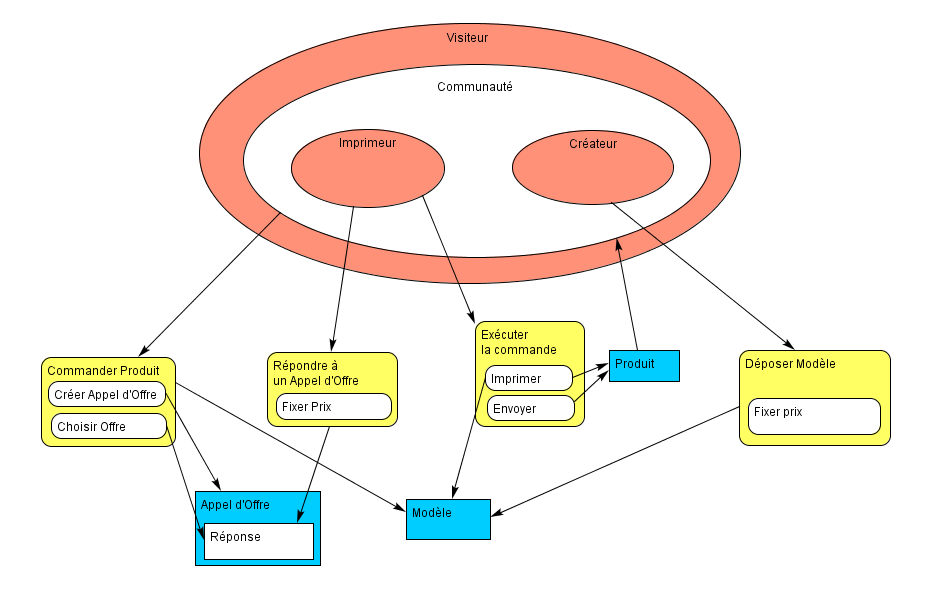 Visiteur
Communauté
Imprimeur
Créateur
Commander Produit
Créer Appel d'Offre
Choisir Offre
Répondre à
un Appel d'Offre
Fixer Prix
Exécuter
la commande
Imprimer
Envoyer
Produit
Déposer Modèle
Fixer prix
Appel d'Offre
Réponse
Modèle